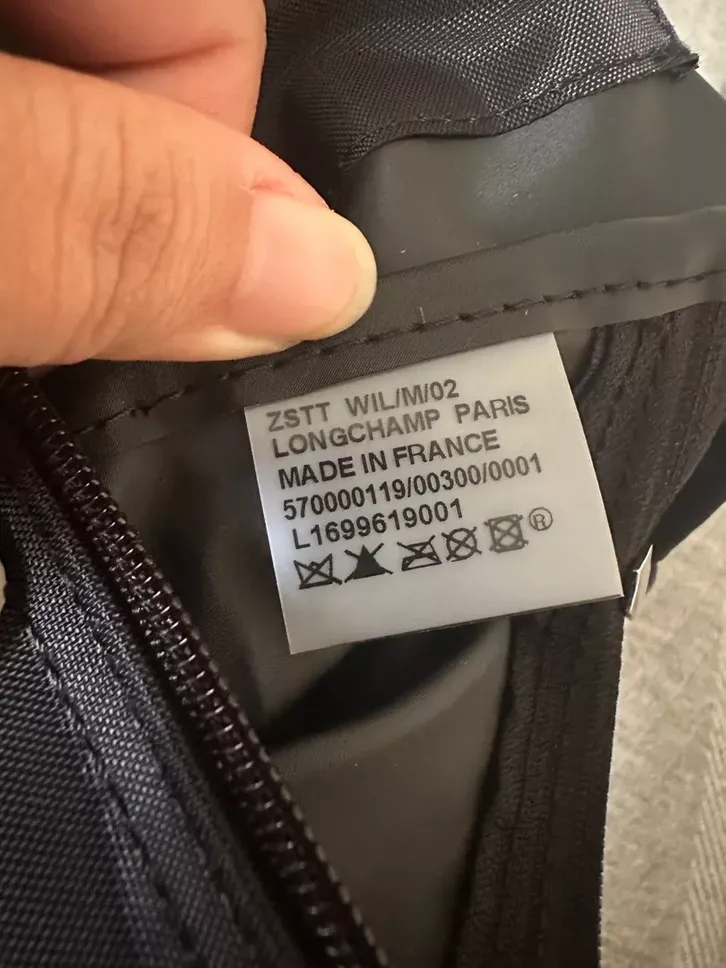 ZSTT WIL/M/02
LONGCHAMP PARIS
MADE IN FRANCE
570000119/00300/0001
L1699619001
®